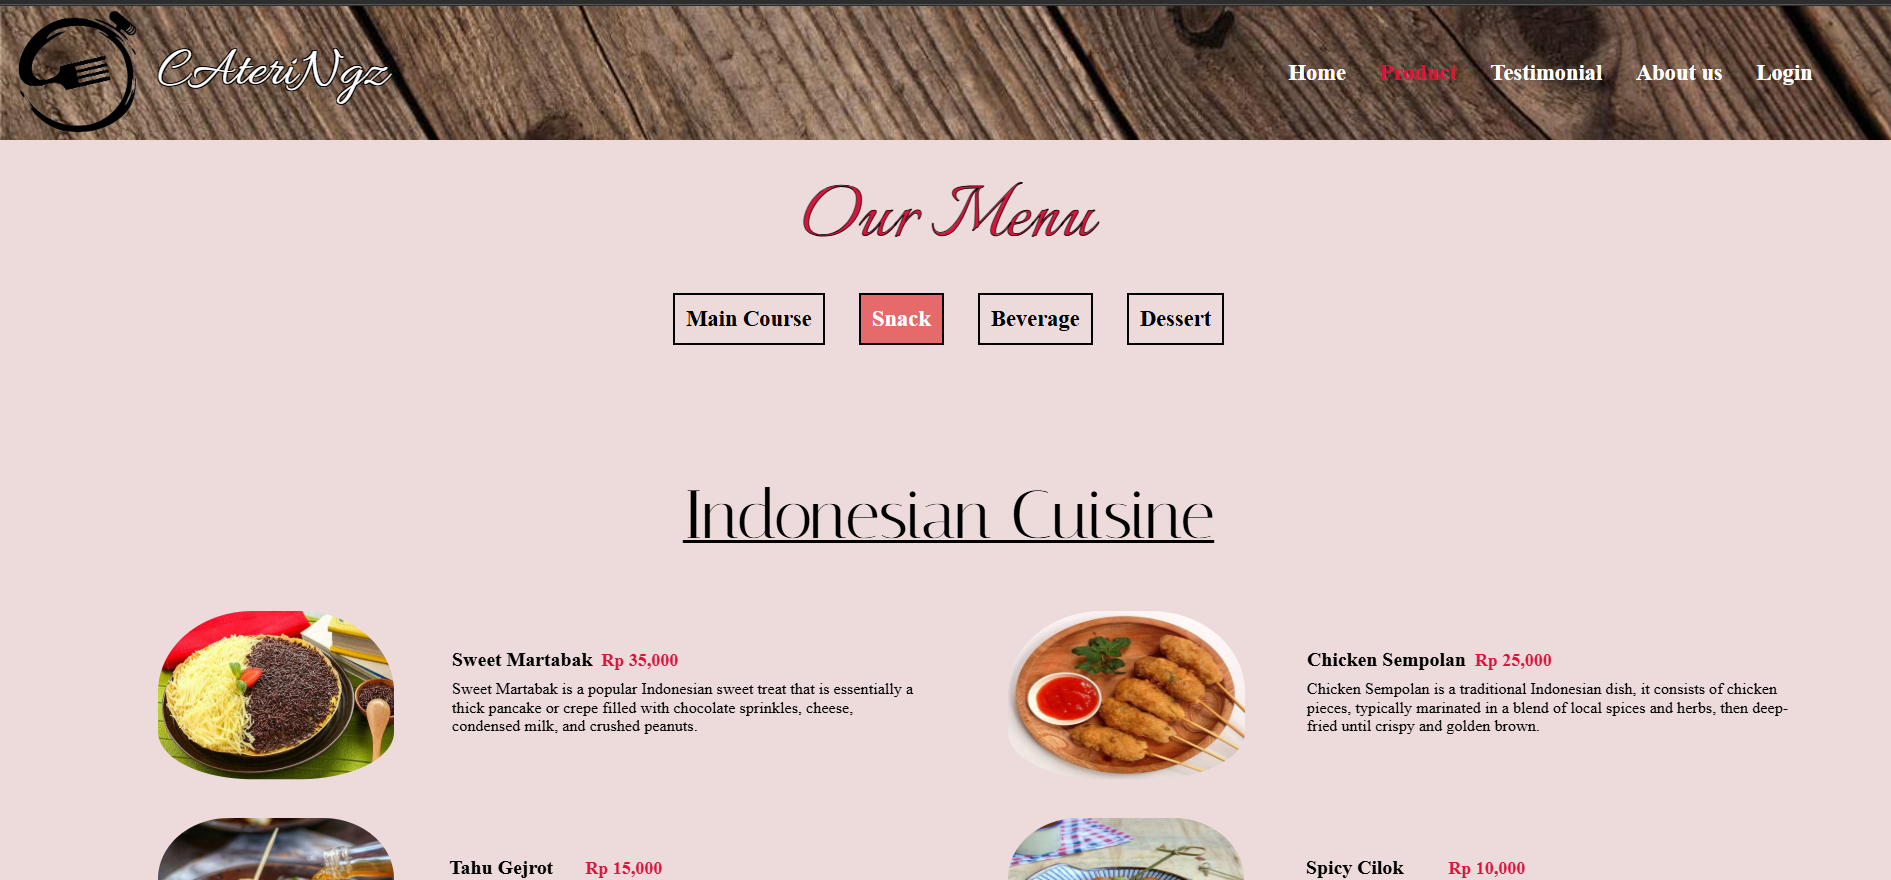 CAteriNgz
Home Product Testimonial About us Login
Our Menu
Main Course Snack Beverage Dessert
Indonesian Cuisine
Sweet Martabak Rp 35,000
Sweet Martabak is a popular Indonesian sweet treat that is essentially a
thick pancake or crepe filled with chocolate sprinkles, cheese,
condensed milk, and crushed peanuts.
Chicken Sempolan Rp 25,000
Chicken Sempolan is a traditional Indonesian dish, it consists of chicken
pieces, typically marinated in a blend of local spices and herbs, then deep-
fried until crispy and golden brown.
Tahu Gejrot Rp 15,000
Spicy Cilok Rp 10,000